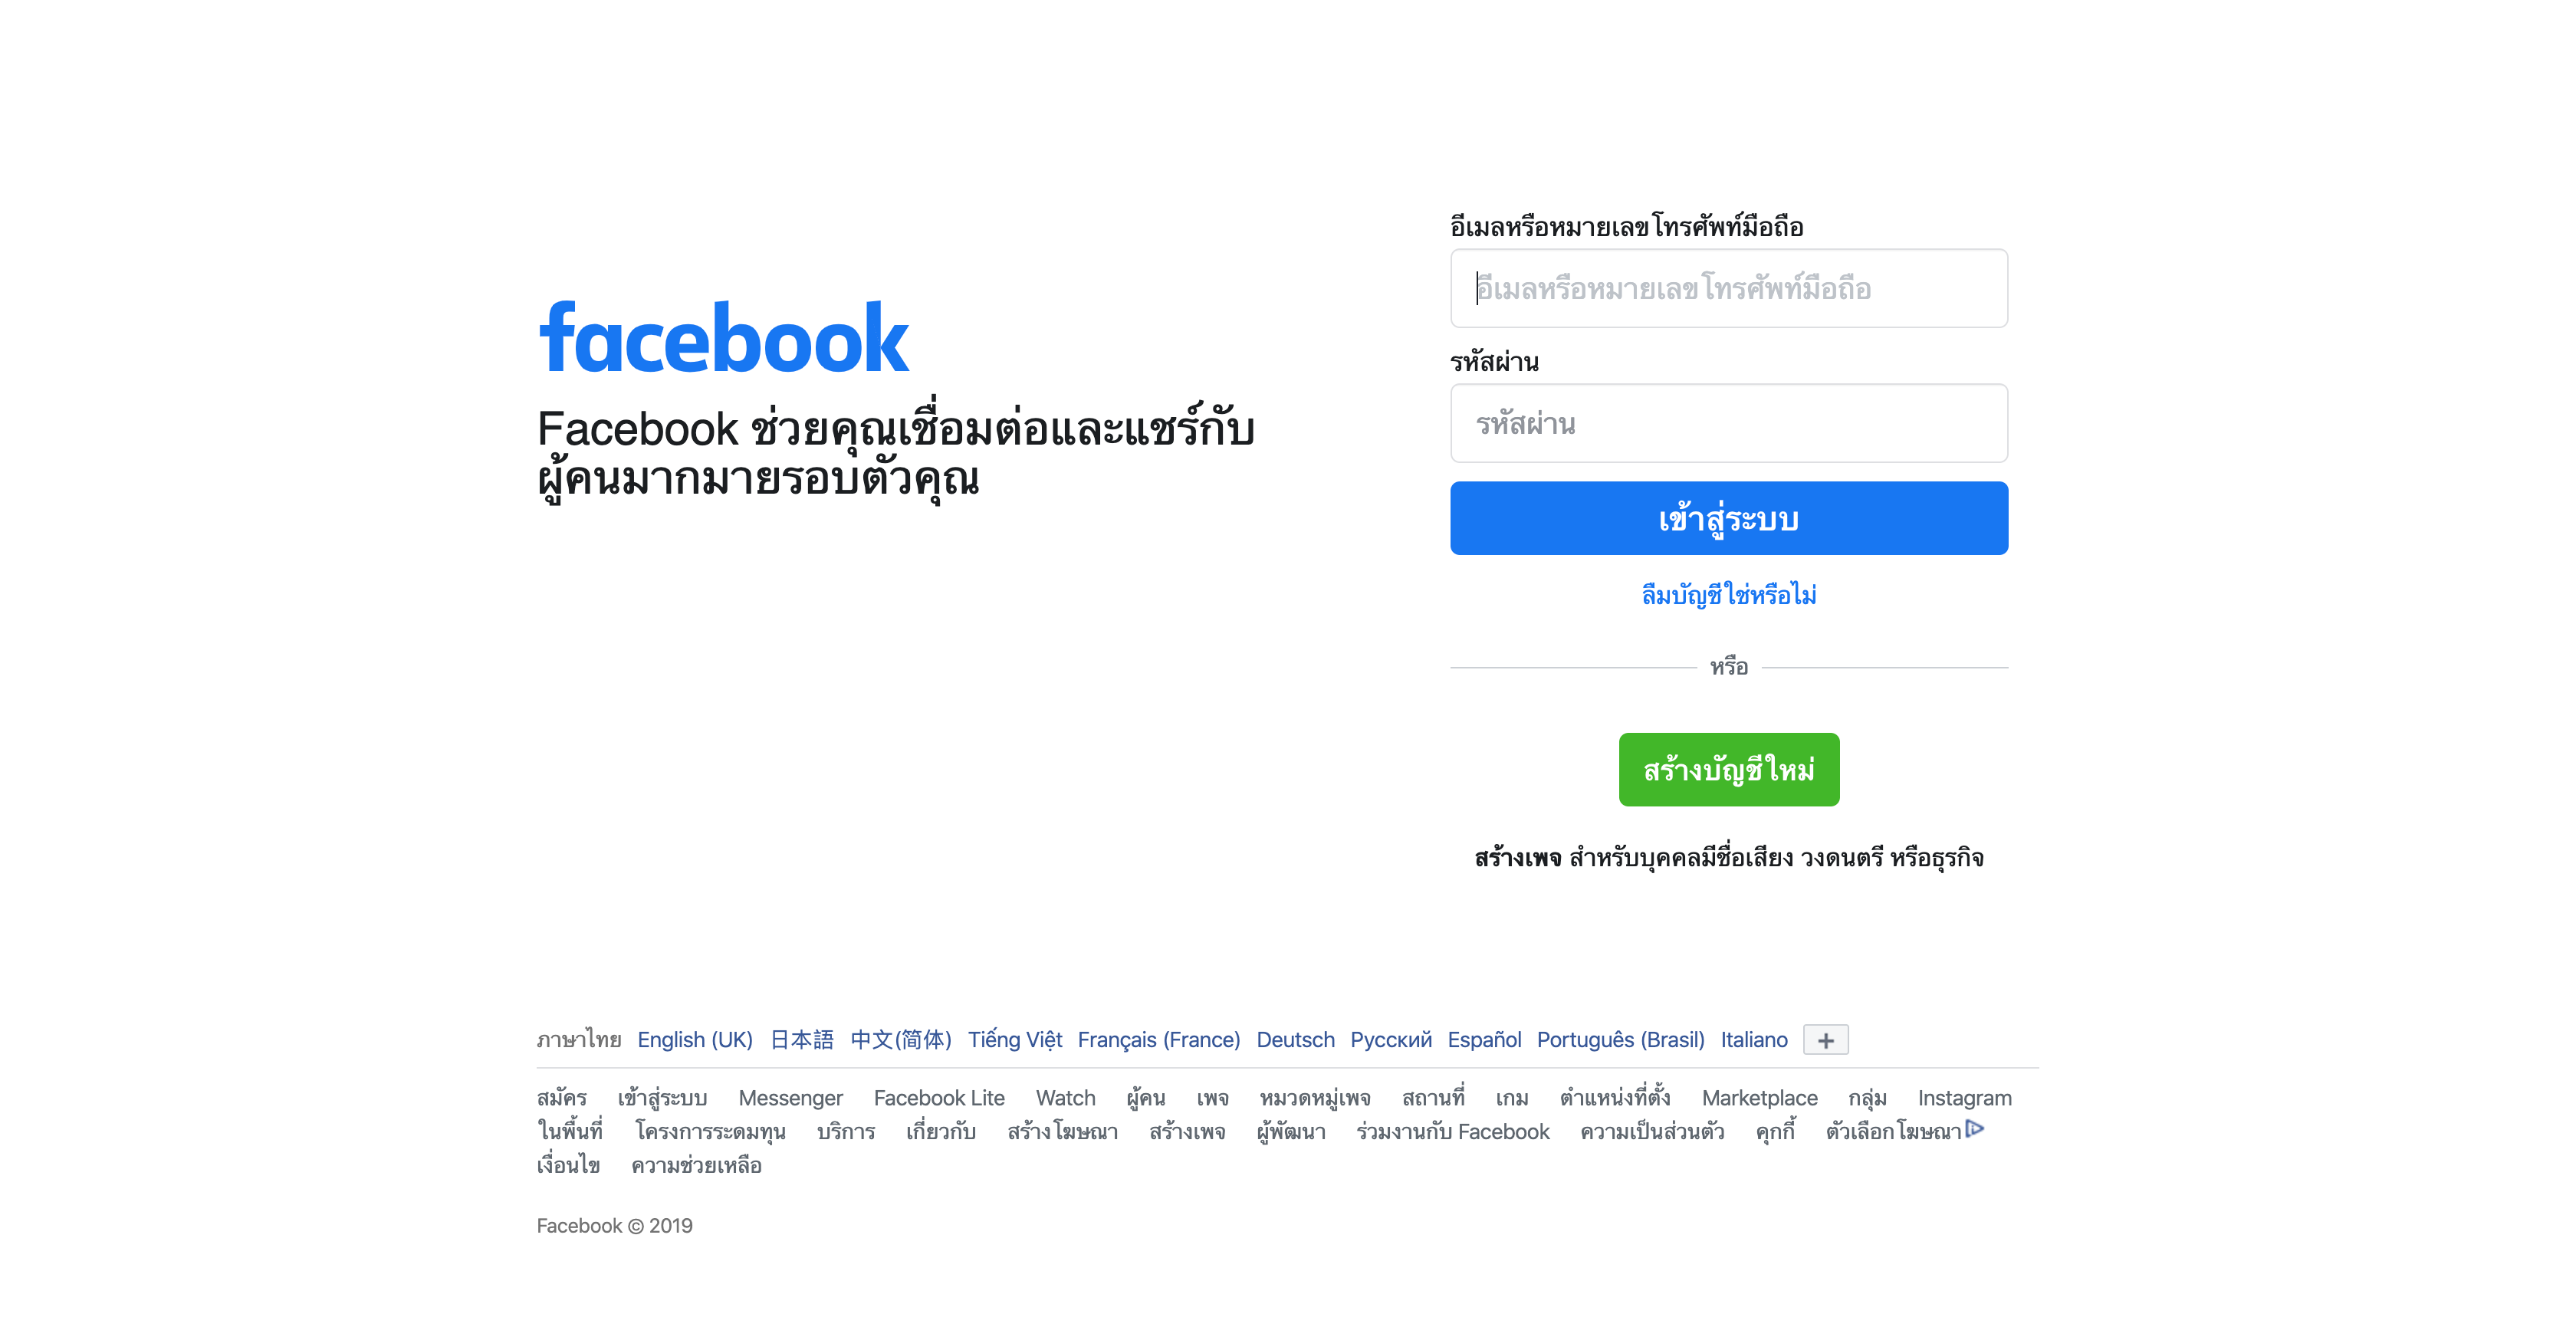 facebook
Facebook ช่วยคุณเชื่อมต่อและแชร์กับ
ผู้คนมากมายรอบตัวคุณ
อีเมลหรือหมายเลขโทรศัพท์มือถือ
อีเมลหรือหมายเลขโทรศัพท์มือถือ
รหัสผ่าน
รหัสผ่าน
เข้าสู่ระบบ
ลืมบัญชีใช่หรือไม่
หรือ
สร้างบัญชีใหม่
สร้างเพจ สำหรับบุคคลมีชื่อเสียง วงดนตรี หรือธุรกิจ
ภาษาไทย English (UK) 日本語 中文(简体) Tiếng Việt Français (France) Deutsch Русский Español Português (Brasil) Italiano +
สมัคร เข้าสู่ระบบ Messenger Facebook Lite Watch ผู้คน เพจ หมวดหมู่เพจ สถานที่ เกม ตำแหน่งที่ตั้ง Marketplace กลุ่ม Instagram
ในพื้นที่ โครงการระดมทุน บริการ เกี่ยวกับ สร้างโฆษณา สร้างเพจ ผู้พัฒนา ร่วมงานกับ Facebook ความเป็นส่วนตัว คุกกี้ ตัวเลือกโฆษณา
เงื่อนไข ความช่วยเหลือ
Facebook © 2019